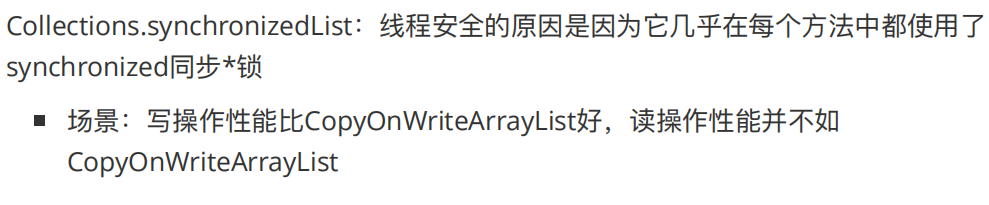 Collections.synchronizedList：线程安全的原因是因为它几乎在每个方法中都使用了
synchronized同步*锁
场景：写操作性能比CopyOnWriteArrayList好，读操作性能并不如
CopyOnWriteArrayList